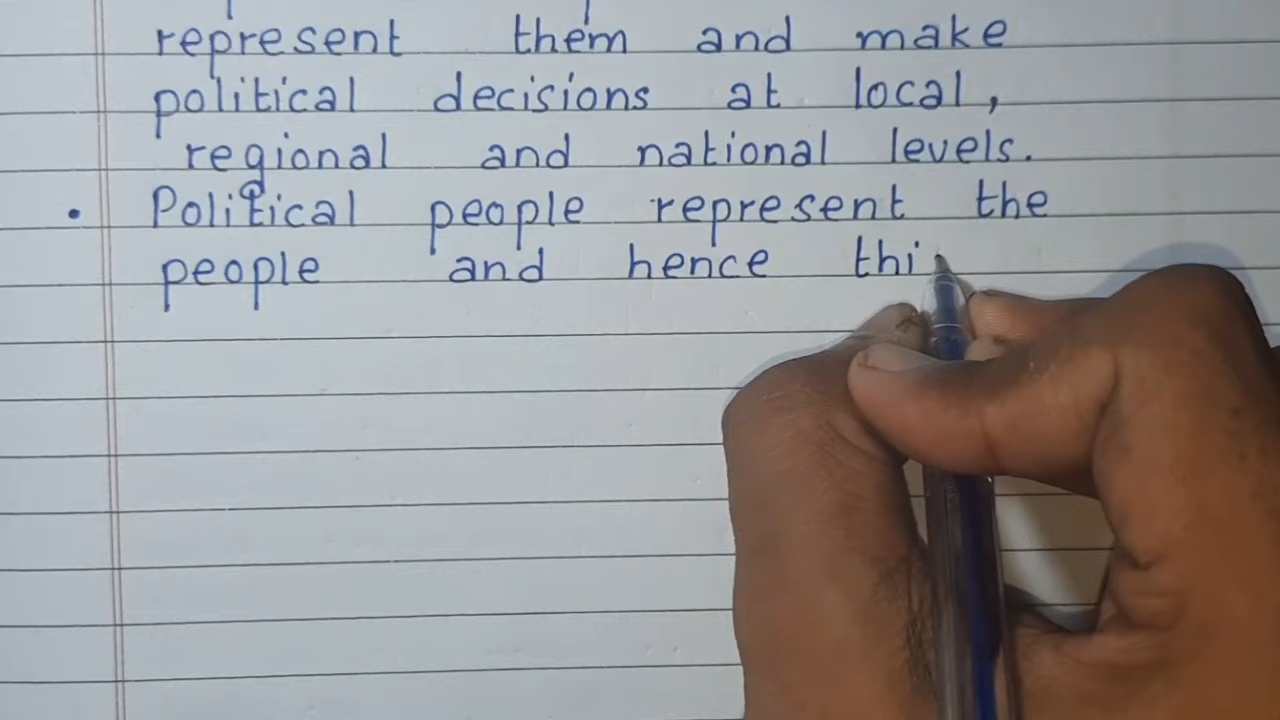 represent them and make
political decisions at local,
regional and national levels.
• Political people represent the
people and hence thi